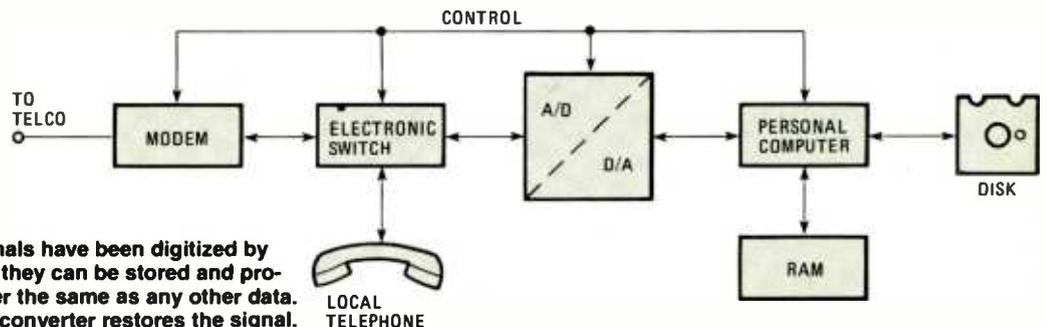 CONTROL
TO
TELCO
MODEM
ELECTRONIC
SWITCH
A/D
D/A
PERSONAL
COMPUTER
DISK
RAM
LOCAL
TELEPHONE
nals have been digitized by
they can be stored and pro-
er the same as any other data.
converter restores the signal.